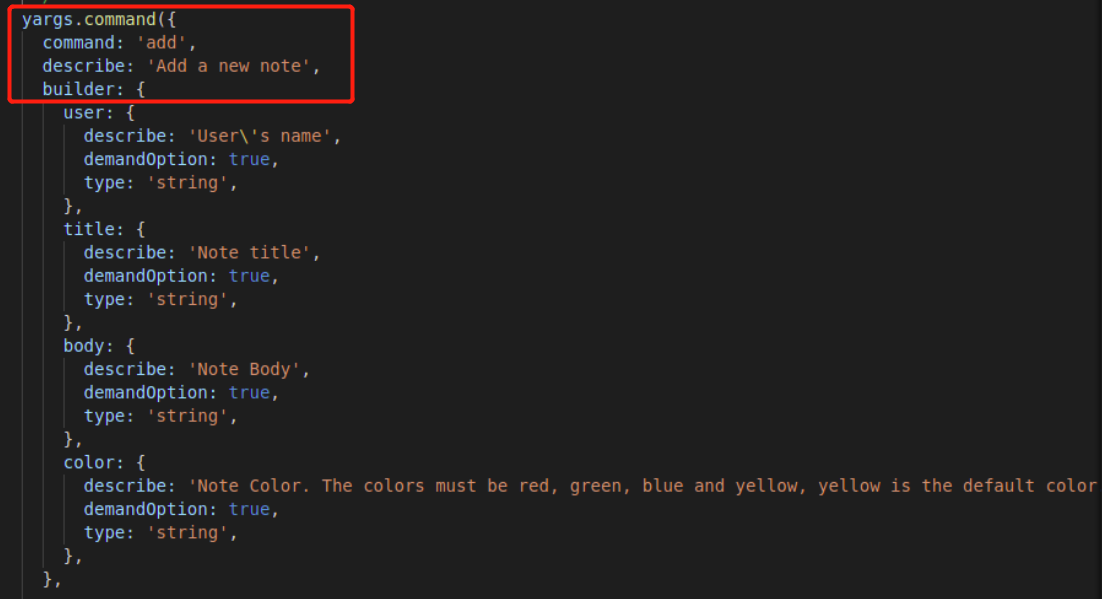 yargs.command({
command: 'add',
describe: 'Add a new note',
builder: {
user: {
describe: 'User\'s name',
demandOption: true,
type: 'string',
},
title: {
describe: 'Note title',
demandOption: true,
type: 'string',
},
body: {
describe: 'Note Body',
demandOption: true,
type: 'string',
},
color: {
describe: 'Note Color. The colors must be red, green, blue and yellow, yellow is the default color
demandOption: true,
type: 'string',
},
},